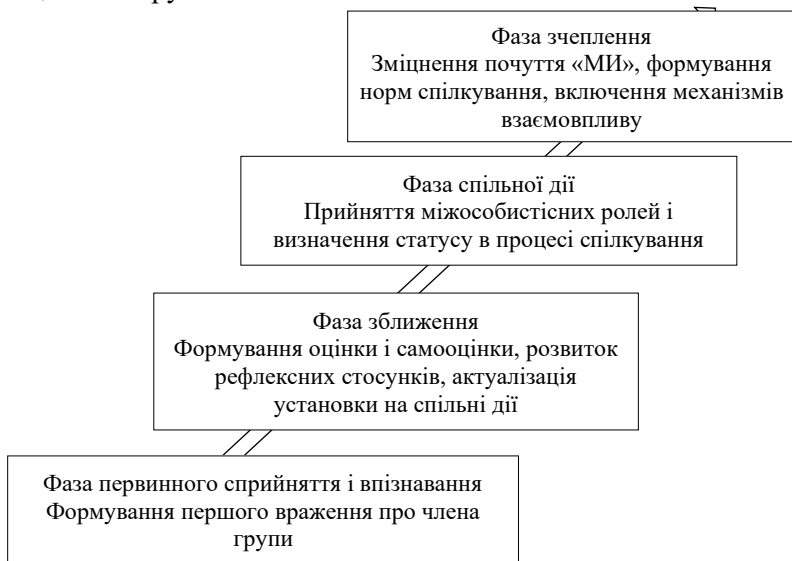 Фаза зчеплення
Зміцнення почуття «МИ», формування
норм спілкування, включення механізмів
взаємовпливу
Фаза спільної дії
Прийняття міжособистісних ролей і
визначення статусу в процесі спілкування
Фаза зближення
Формування оцінки і самооцінки, розвиток
рефлексних стосунків, актуалізація
установки на спільні дії
Фаза первинного сприйняття і впізнавання
Формування першого враження про члена
групи